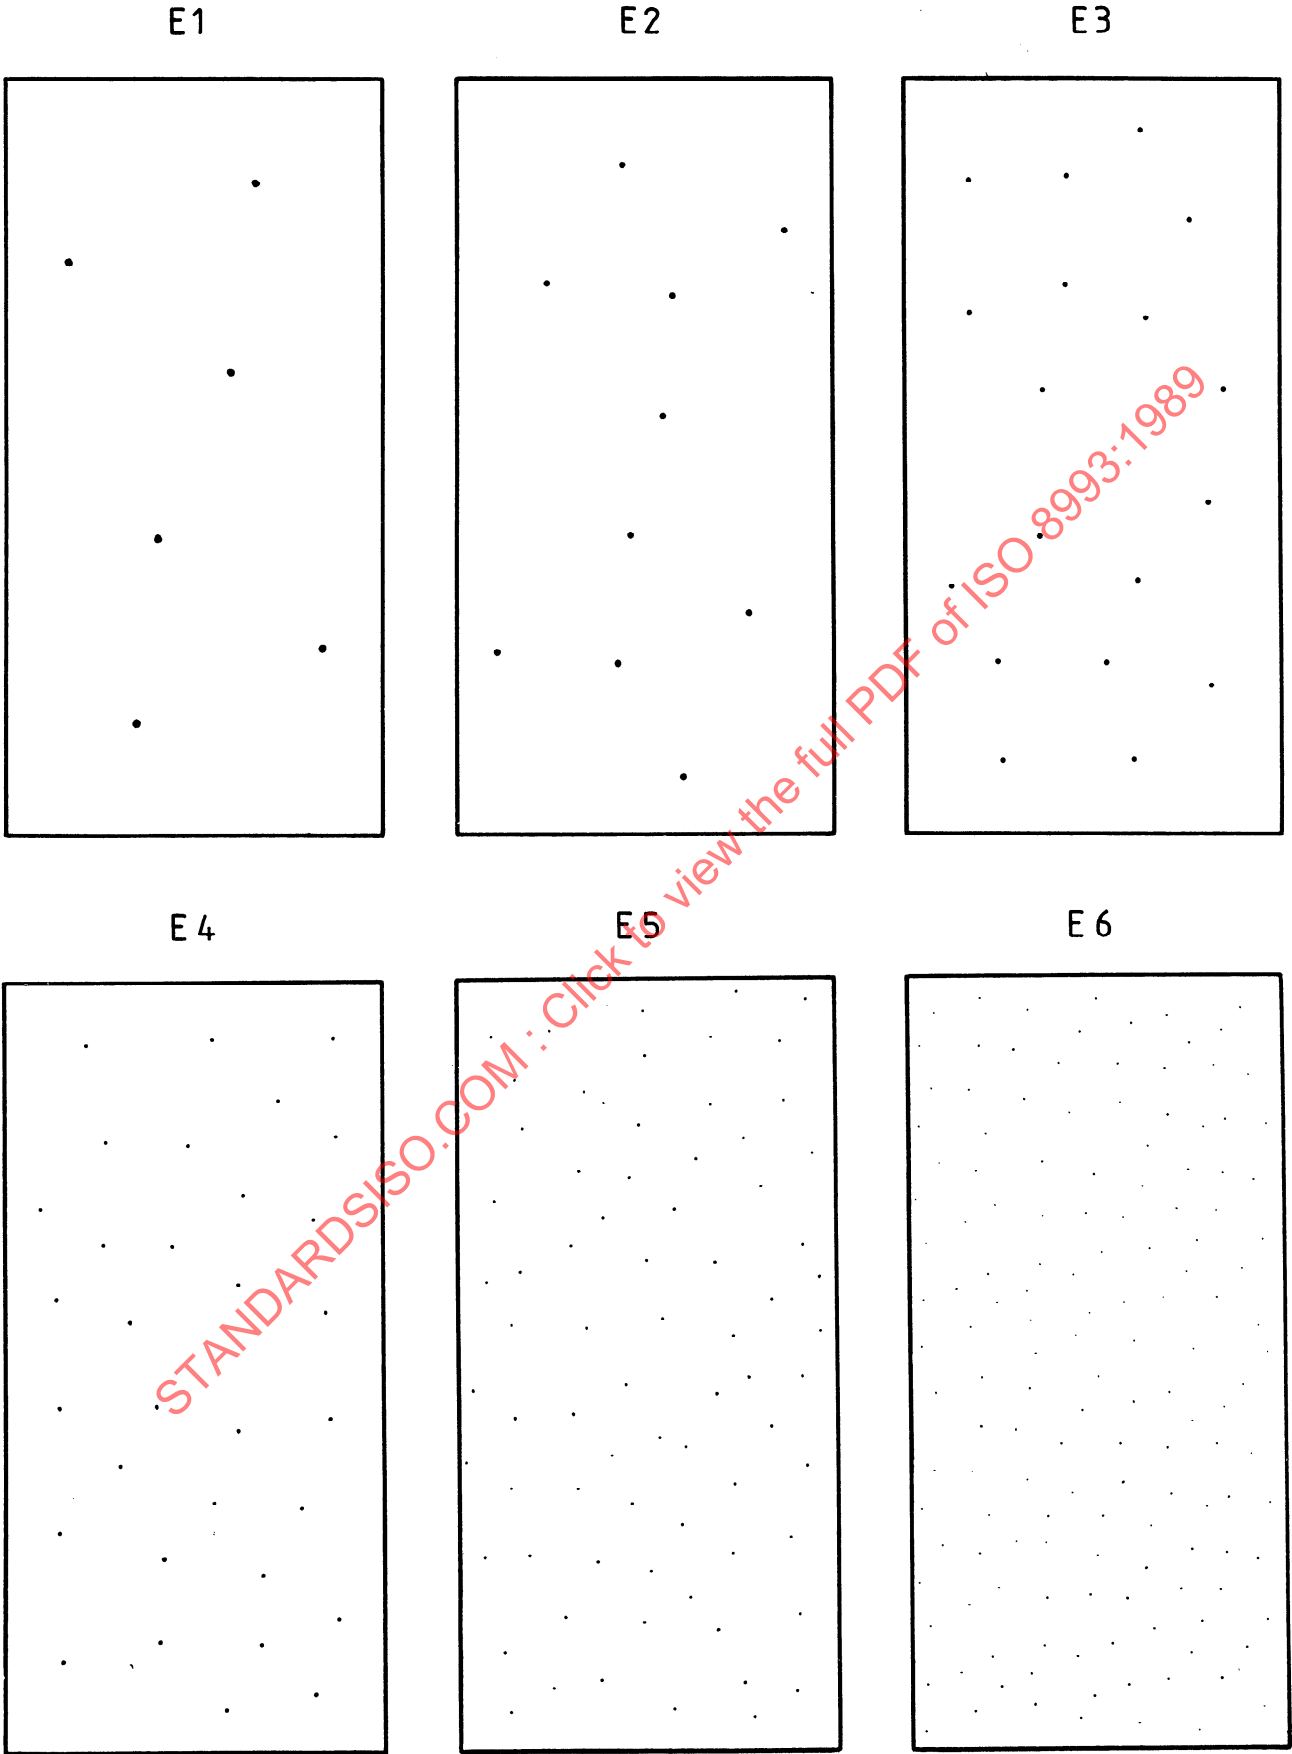 E1
E2
E3
E4
E5
E6
STANDARDSISO.COM : Click to view the full PDF of ISO 8993:1989